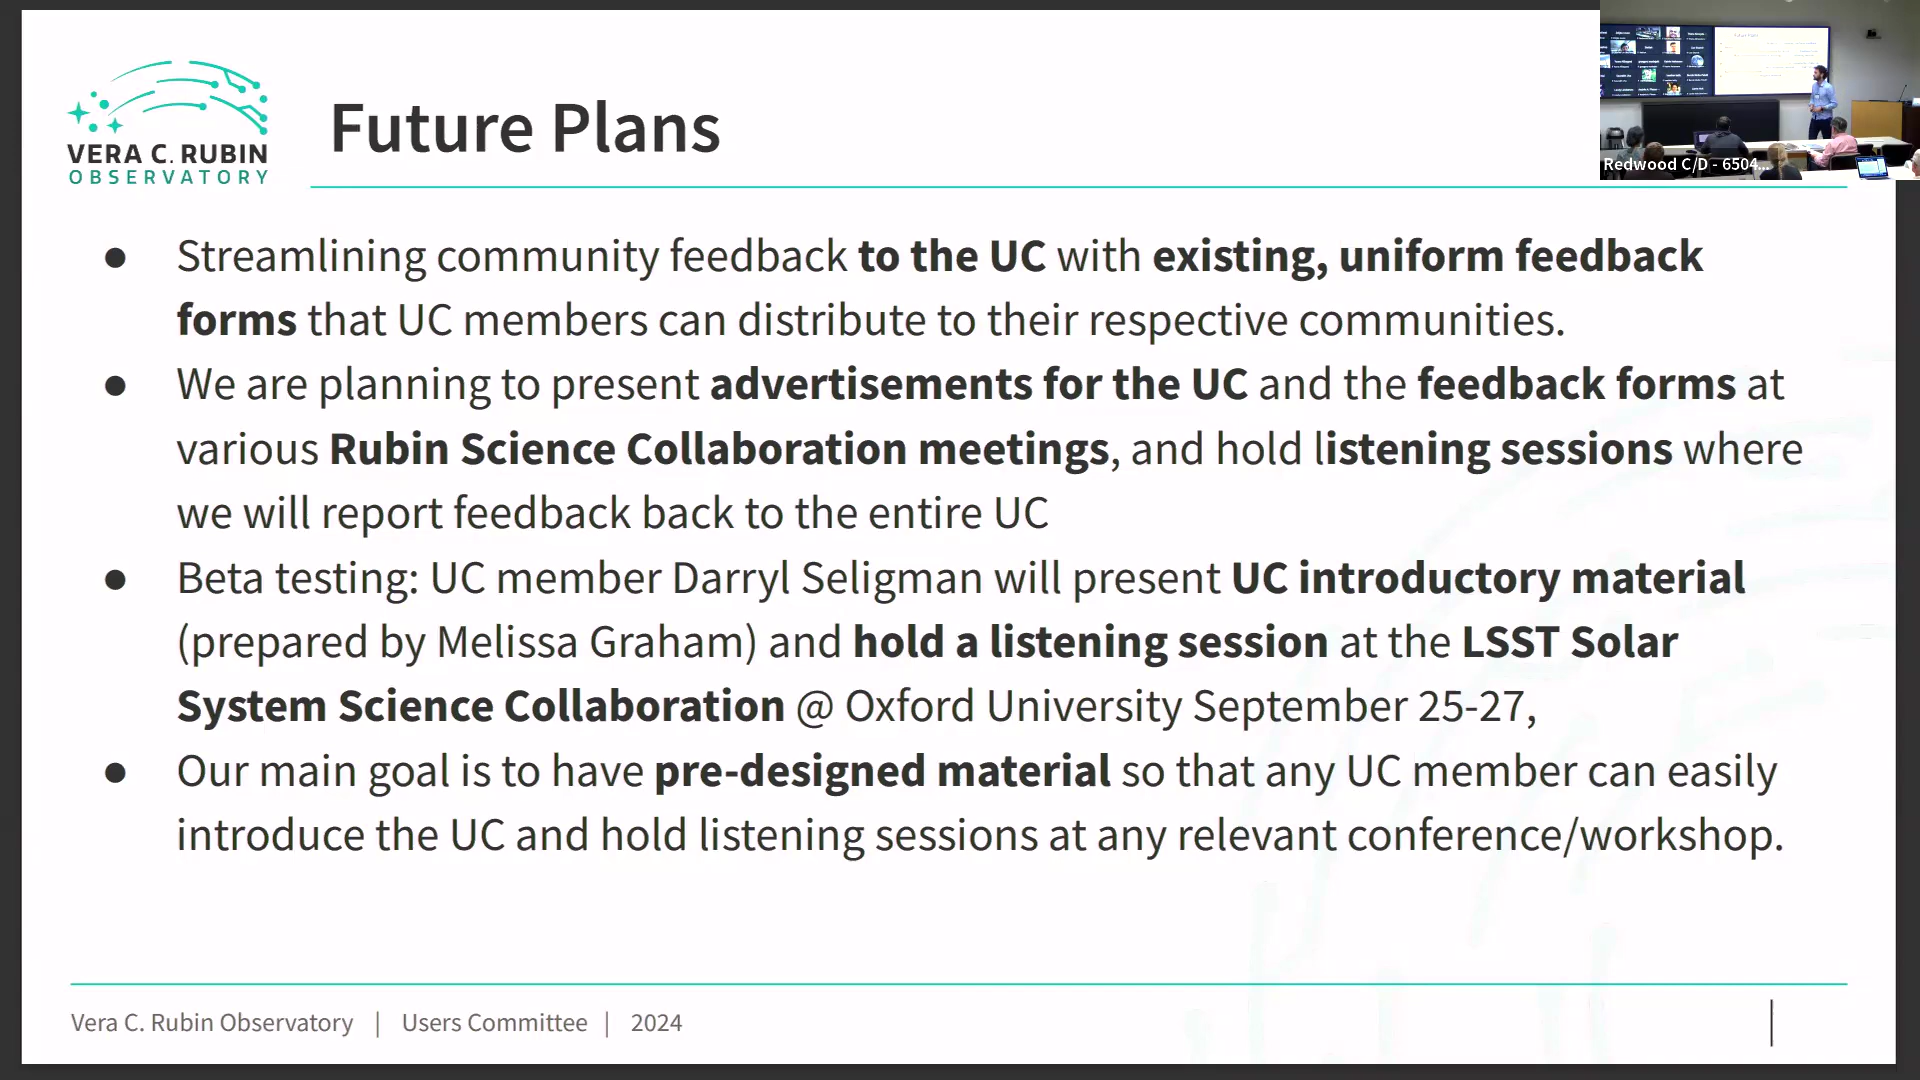 VERA C. RUBIN
OBSERVATORY
Future Plans
Redwood C/D - 6504...
● Streamlining community feedback to the UC with existing, uniform feedback
forms that UC members can distribute to their respective communities.
● We are planning to present advertisements for the UC and the feedback forms at
various Rubin Science Collaboration meetings, and hold listening sessions where
we will report feedback back to the entire UC
● Beta testing: UC member Darryl Seligman will present UC introductory material
(prepared by Melissa Graham) and hold a listening session at the LSST Solar
System Science Collaboration @ Oxford University September 25-27,
● Our main goal is to have pre-designed material so that any UC member can easily
introduce the UC and hold listening sessions at any relevant conference/workshop.
Vera C. Rubin Observatory | Users Committee | 2024